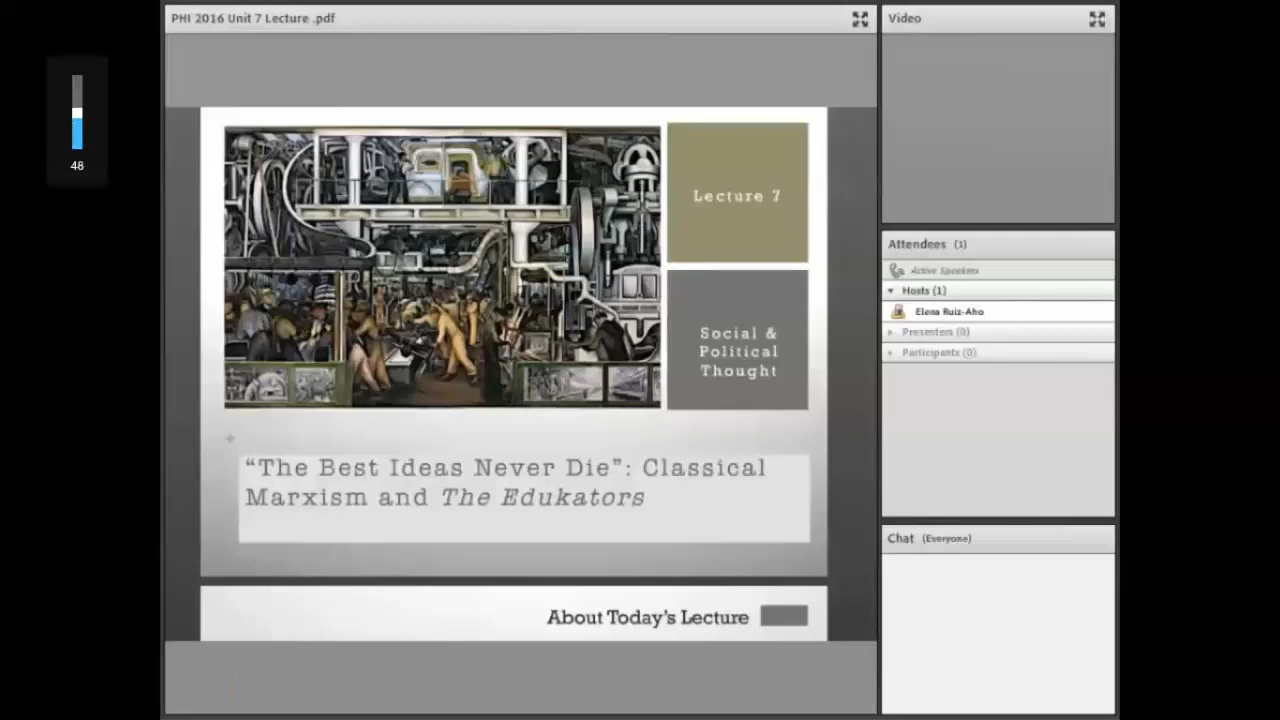 PHI 2016 Unit 7 Lecture .pdf
48
Lecture 7
Social &
Political
Thought
“The Best Ideas Never Die”: Classical
Marxism and The Edukators
About Today’s Lecture
Video
Attendees (1)
Active Speakers
Hosts (1)
Elena Ruiz-Aho
Presenters (0)
Participants (0)
Chat (Everyone)